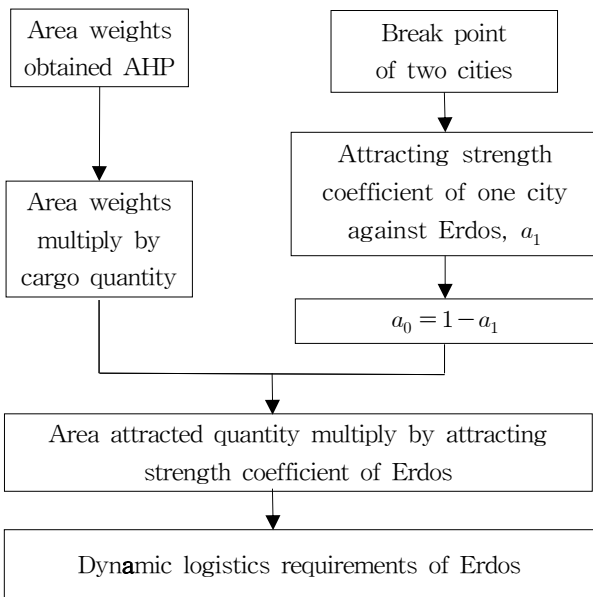 Area weights
obtained AHP
Break point
of two cities
Attracting strength
coefficient of one city
against Erdos, a₁
Area weights
multiply by
cargo quantity
a₀ = 1 − a₁
Area attracted quantity multiply by attracting
strength coefficient of Erdos
Dynamic logistics requirements of Erdos